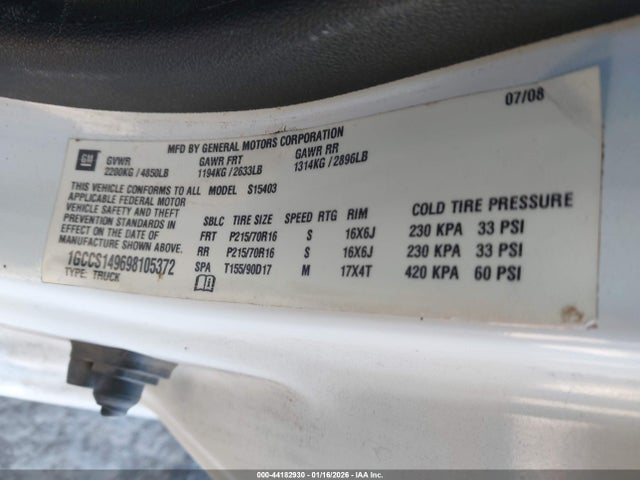 07/08
MFD BY GENERAL MOTORS CORPORATION
GM GVWR GAWR FRT GAWR RR
2200KG / 4850LB 1194KG / 2633LB 1314KG / 2896LB
THIS VEHICLE CONFORMS TO ALL MODEL S15403
APPLICABLE FEDERAL MOTOR
VEHICLE SAFETY AND THEFT
PREVENTION STANDARDS IN
EFFECT ON THE DATE OF
MANUFACTURE SHOWN ABOVE.
1GCCS149698105372
TYPE: TRUCK
SBLC TIRE SIZE SPEED RTG RIM COLD TIRE PRESSURE
FRT P215/70R16 S 16X6J 230 KPA 33 PSI
RR P215/70R16 S 16X6J 230 KPA 33 PSI
SPA T155/90D17 M 17X4T 420 KPA 60 PSI
000-44182930 - 01/16/2026 - IAA Inc.